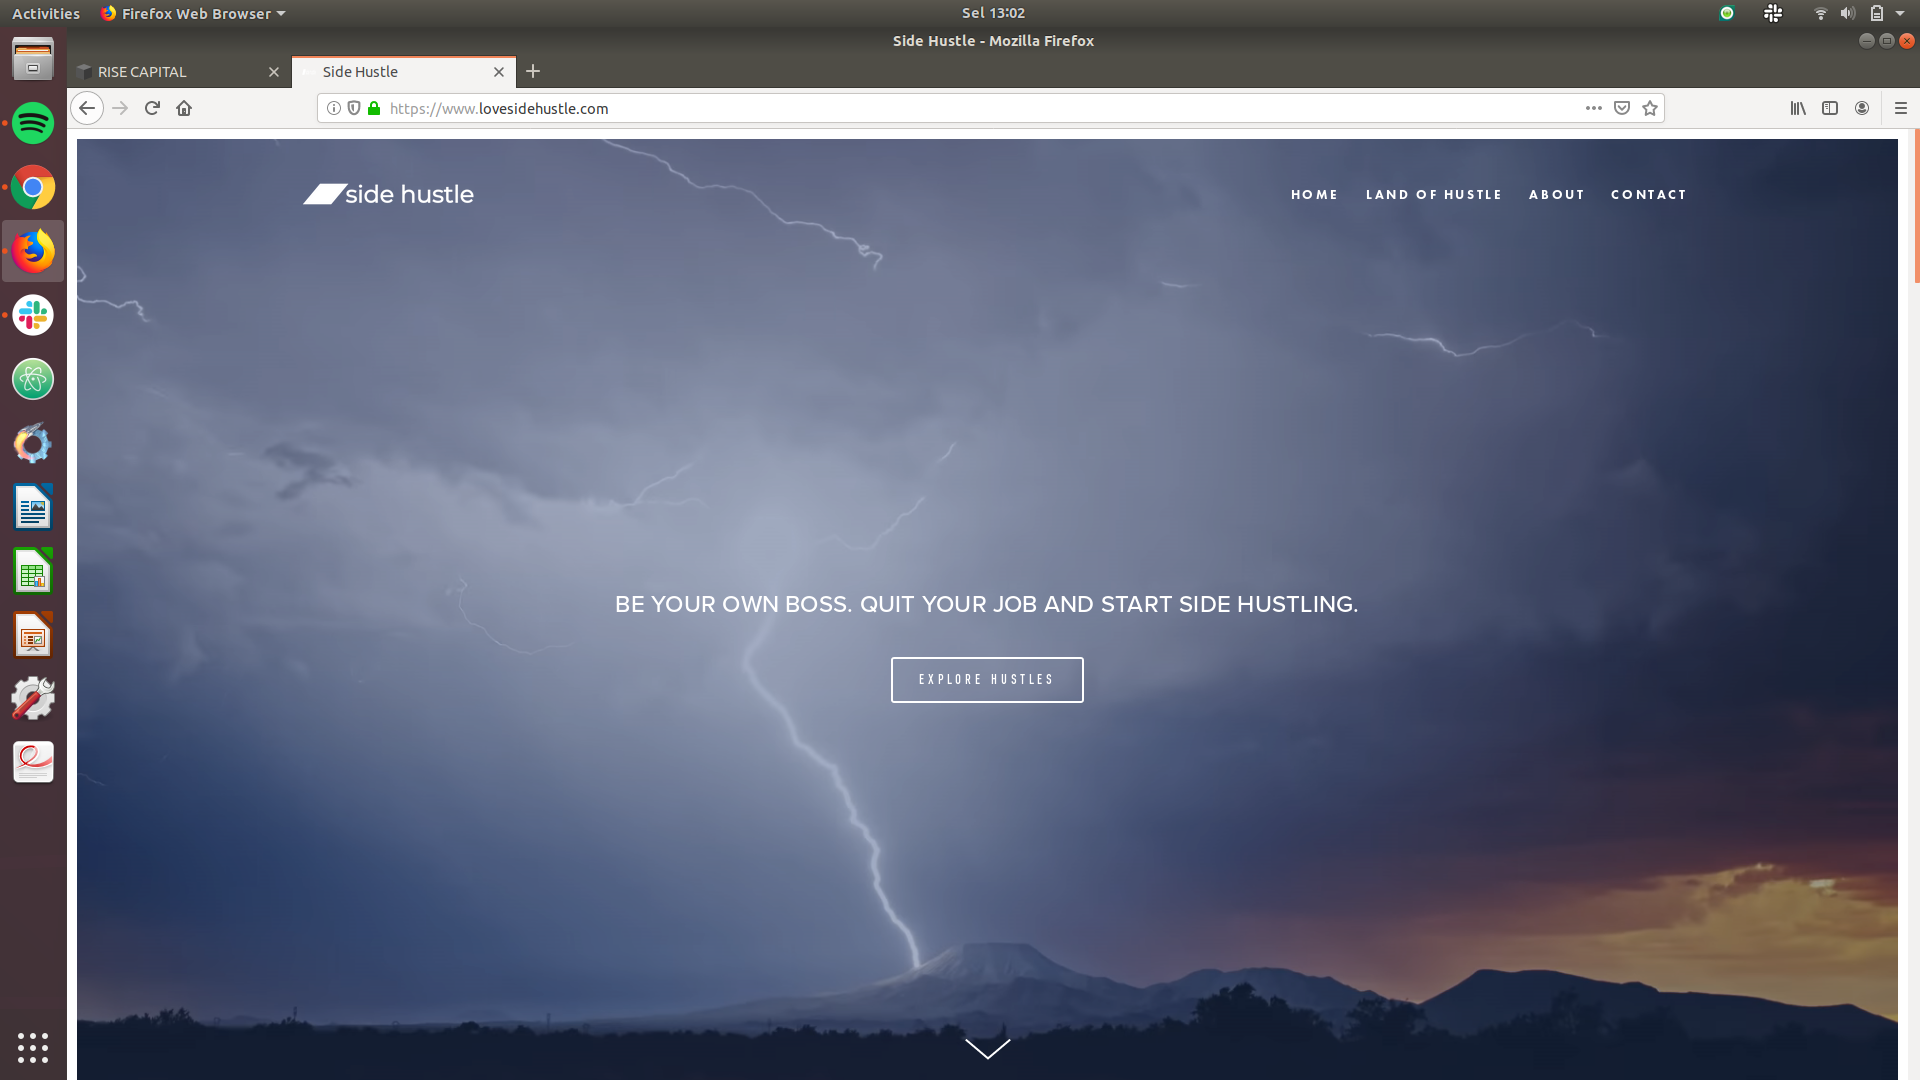 Activities
Firefox Web Browser
Sel 13:02
Side Hustle - Mozilla Firefox
RISE CAPITAL
Side Hustle
https://www.lovesidehustle.com
side hustle
HOME
LAND OF HUSTLE
ABOUT
CONTACT
BE YOUR OWN BOSS. QUIT YOUR JOB AND START SIDE HUSTLING.
EXPLORE HUSTLES